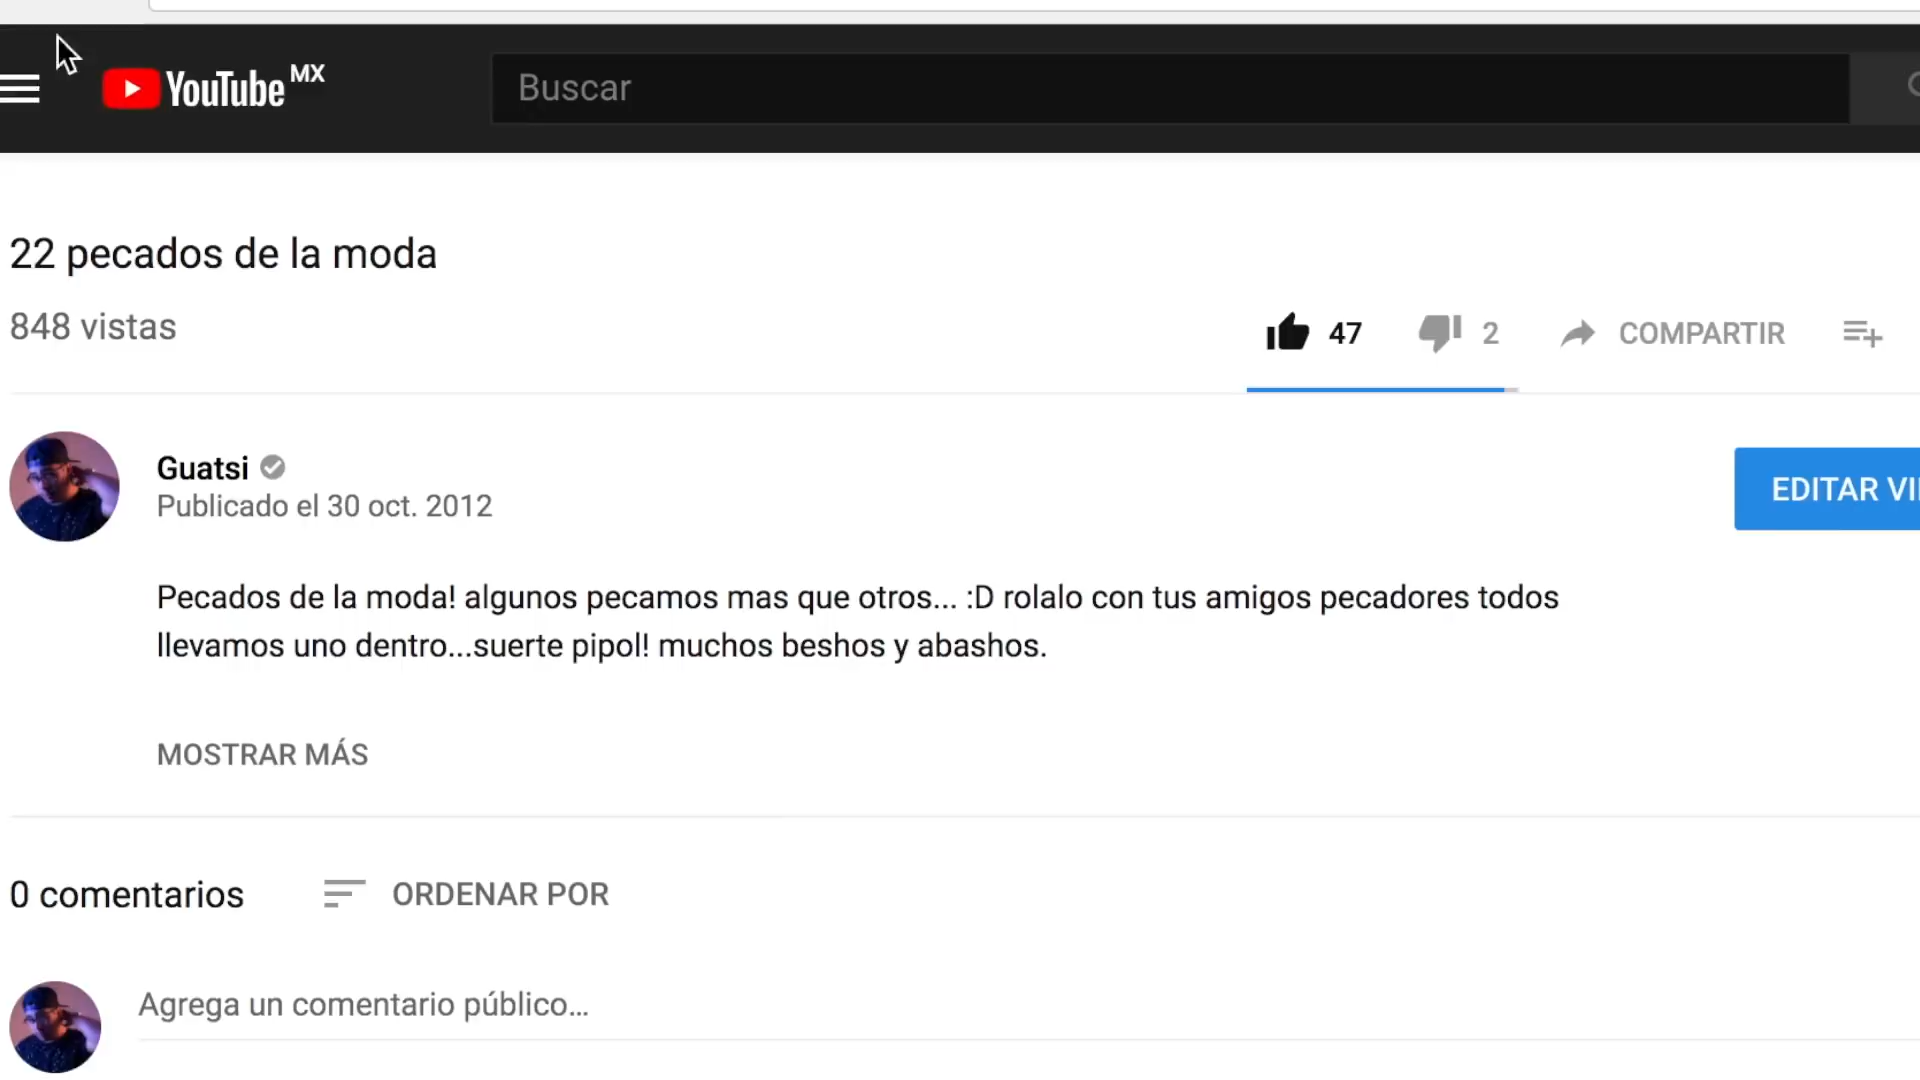 YouTube MX
Buscar
22 pecados de la moda
848 vistas
47
2
COMPARTIR
Guatsi
Publicado el 30 oct. 2012
EDITAR
Pecados de la moda! algunos pecamos mas que otros... :D rolalo con tus amigos pecadores todos
llevamos uno dentro...suerte pipol! muchos beshos y abashos.
MOSTRAR MÁS
0 comentarios
ORDENAR POR
Agrega un comentario público...